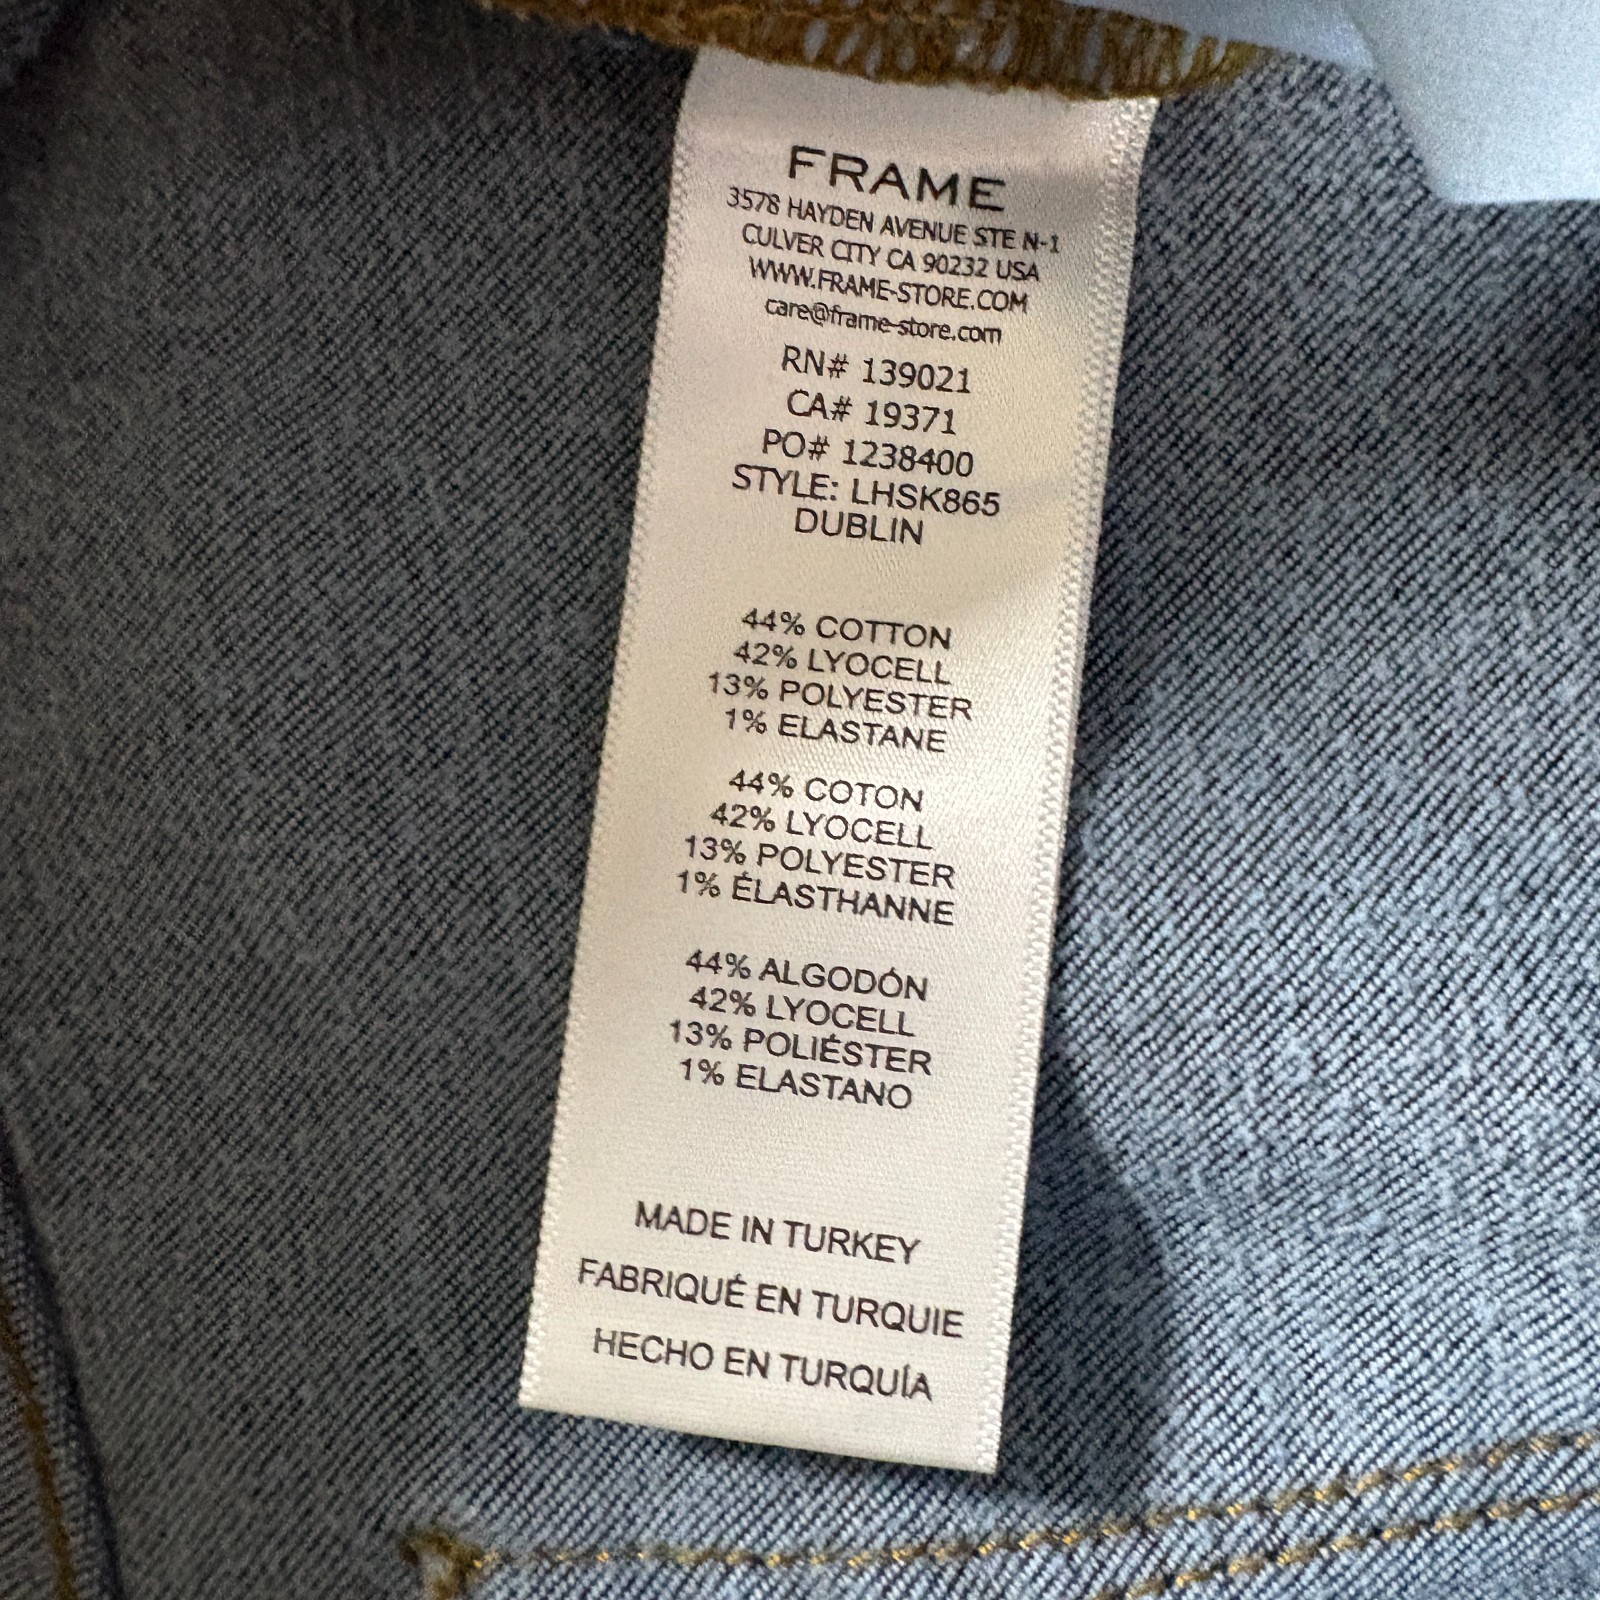 FRAME
3578 HAYDEN AVENUE STE N-1
CULVER CITY CA 90232 USA
WWW.FRAME-STORE.COM
care@frame-store.com
RN# 139021
CA# 19371
PO# 1238400
STYLE: LHSK865
DUBLIN
44% COTTON
42% LYOCELL
13% POLYESTER
1% ELASTANE
44% COTON
42% LYOCELL
13% POLYESTER
1% ÉLASTHANNE
44% ALGODÓN
42% LYOCELL
13% POLIÉSTER
1% ELASTANO
MADE IN TURKEY
FABRIQUÉ EN TURQUIE
HECHO EN TURQUÍA